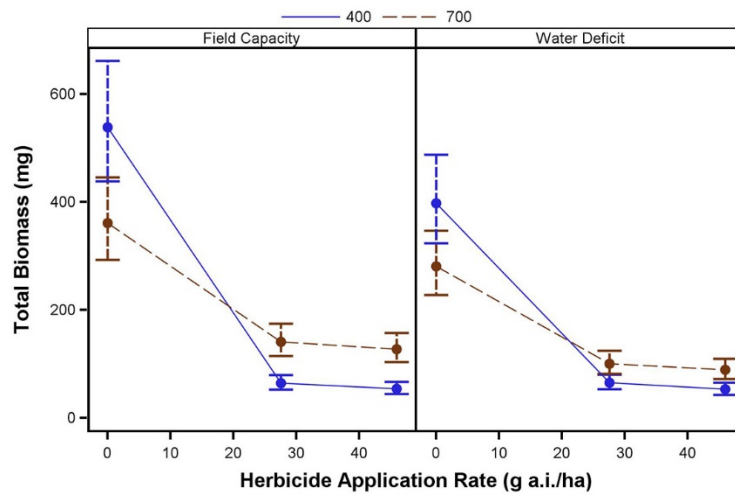 400 700
Field Capacity Water Deficit
600
400
200
0
Total Biomass (mg)
0 10 20 30 40 0 10 20 30 40
Herbicide Application Rate (g a.i./ha)